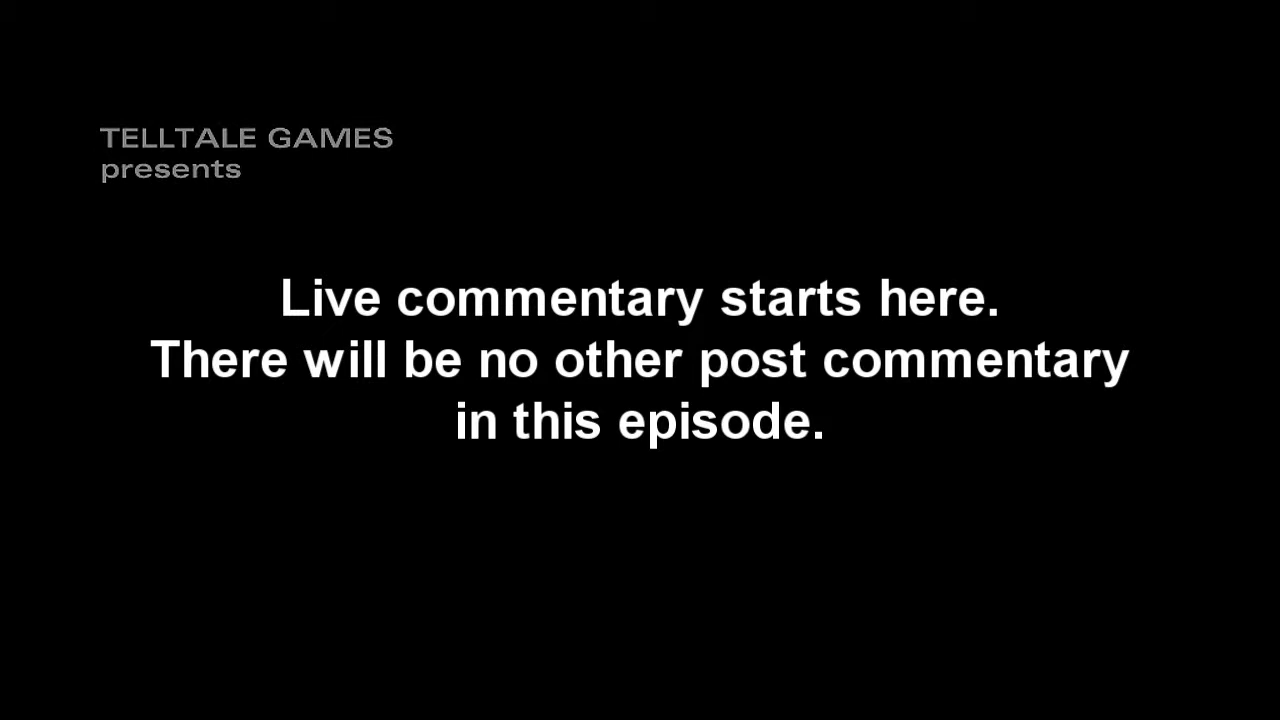 TELLTALE GAMES
presents
Live commentary starts here.
There will be no other post commentary
in this episode.